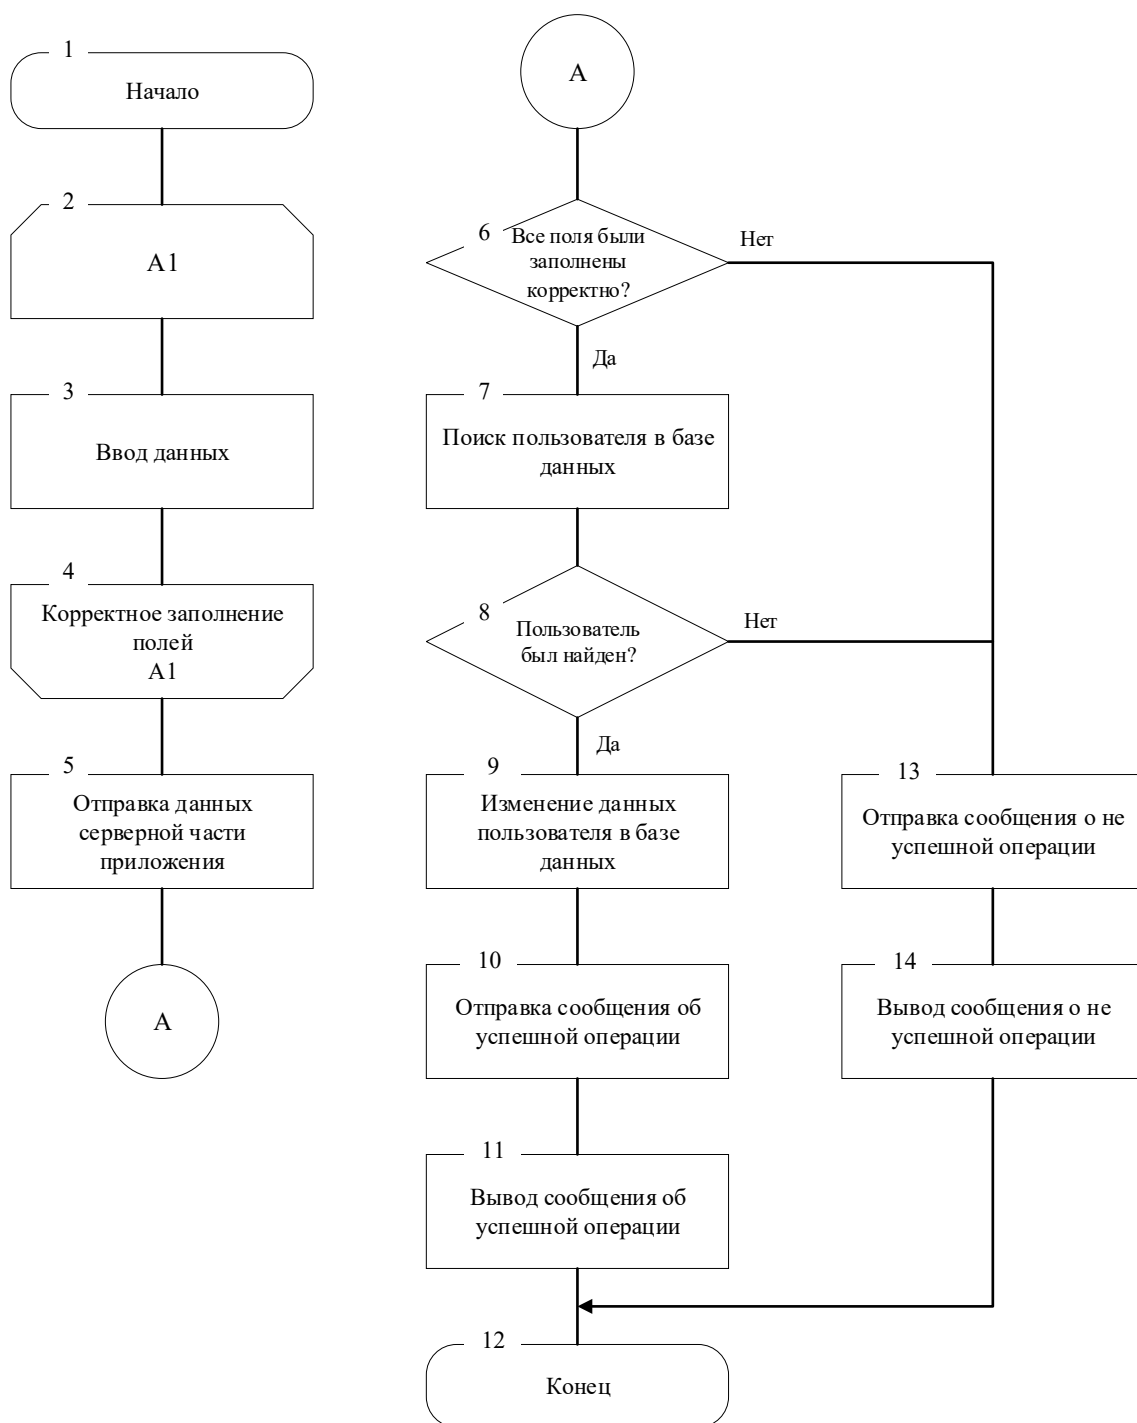 1
Начало
2
А1
3
Ввод данных
4
Корректное заполнение
полей
А1
5
Отправка данных
серверной части
приложения
А
А
6
Все поля были
заполнены
корректно?
Нет
Да
7
Поиск пользователя в базе
данных
8
Пользователь
был найден?
Нет
Да
9
Изменение данных
пользователя в базе
данных
10
Отправка сообщения об
успешной операции
11
Вывод сообщения об
успешной операции
12
Конец
13
Отправка сообщения о не
успешной операции
14
Вывод сообщения о не
успешной операции